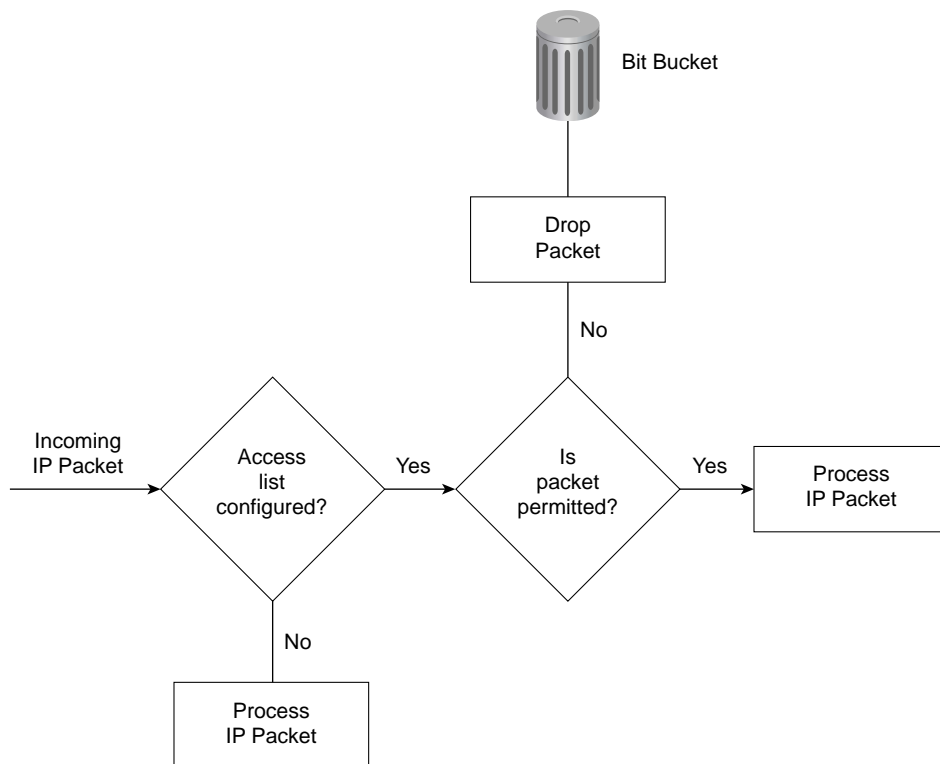 Bit Bucket
Drop
Packet
No
Incoming
IP Packet
Access
list
configured?
Yes
Is
packet
permitted?
Yes
Process
IP Packet
No
Process
IP Packet